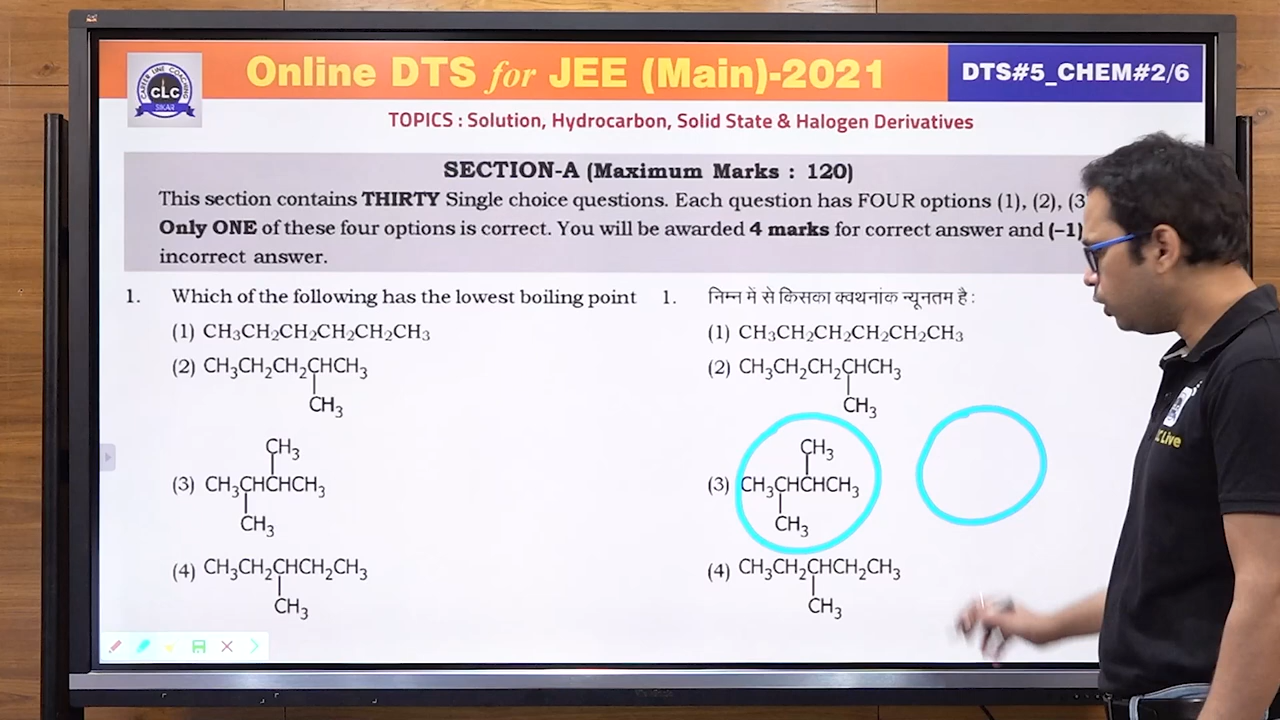 Online DTS for JEE (Main)-2021
DTS#5_CHEM#2/6
CAREER LINE COACHING
CLC
SIKAR
TOPICS : Solution, Hydrocarbon, Solid State & Halogen Derivatives
SECTION-A (Maximum Marks : 120)
This section contains THIRTY Single choice questions. Each question has FOUR options (1), (2), (3
Only ONE of these four options is correct. You will be awarded 4 marks for correct answer and (–1)
incorrect answer.
1. Which of the following has the lowest boiling point
(1) CH₃CH₂CH₂CH₂CH₂CH₃
(2) CH₃CH₂CH₂CHCH₃
CH₃
CH₃
(3) CH₃CHCHCH₃
CH₃
(4) CH₃CH₂CHCH₂CH₃
CH₃
1. निम्न में से किसका क्वथनांक न्यूनतम है :
(1) CH₃CH₂CH₂CH₂CH₂CH₃
(2) CH₃CH₂CH₂CHCH₃
CH₃
CH₃
(3) CH₃CHCHCH₃
CH₃
(4) CH₃CH₂CHCH₂CH₃
CH₃
Live